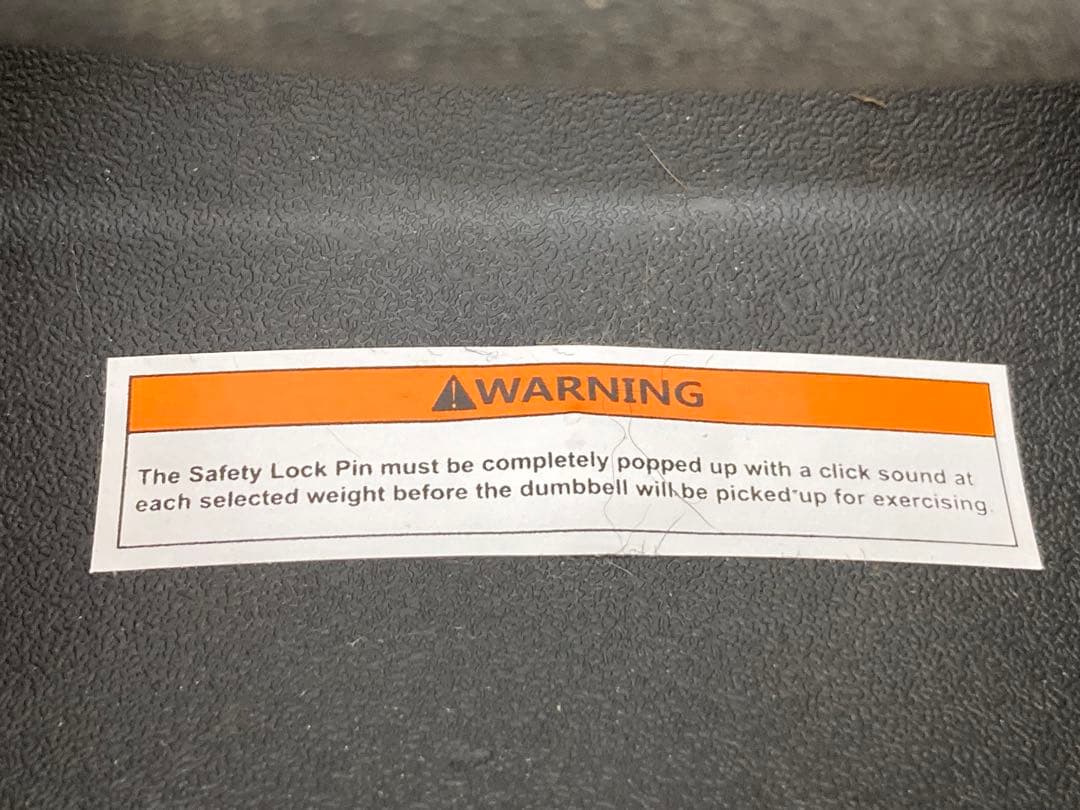 WARNING
The Safety Lock Pin must be completely popped up with a click sound at
each selected weight before the dumbbell will be picked up for exercising.